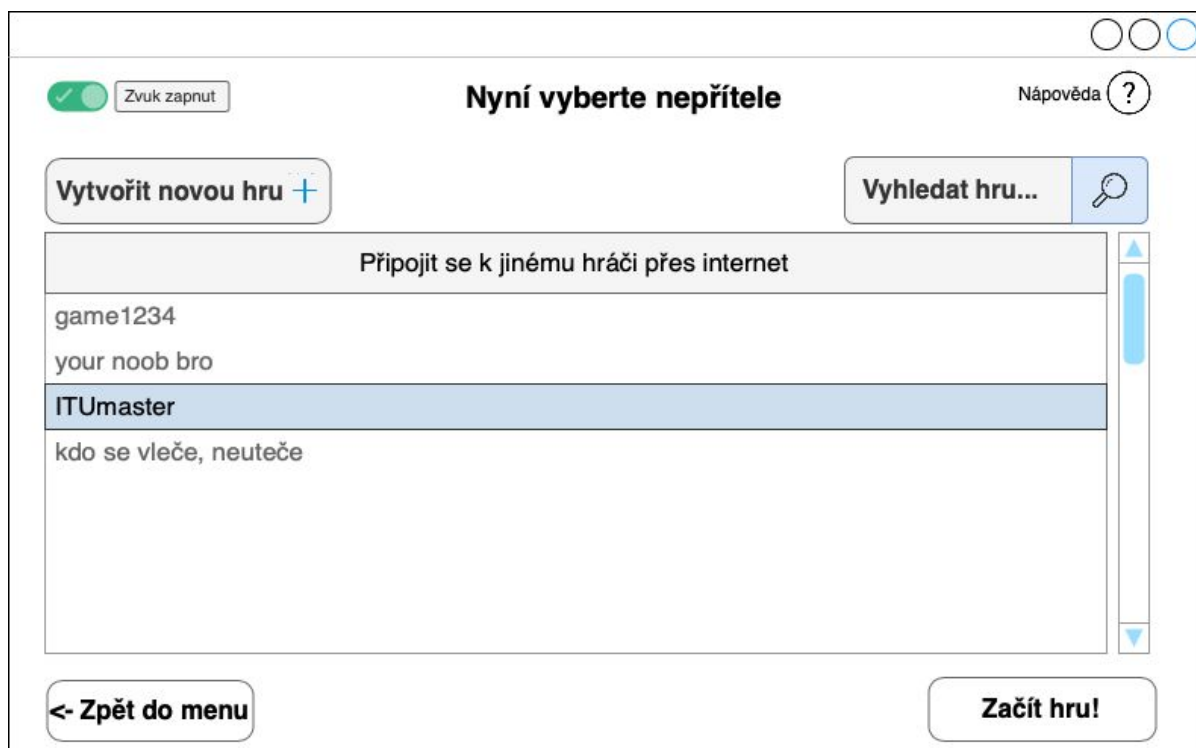 Zvuk zapnut
Nyní vyberte nepřítele
Nápověda ?
Vytvořit novou hru +
Vyhledat hru...
Připojit se k jinému hráči přes internet
game1234
your noob bro
ITUmaster
kdo se vleče, neuteče
<- Zpět do menu
Začít hru!